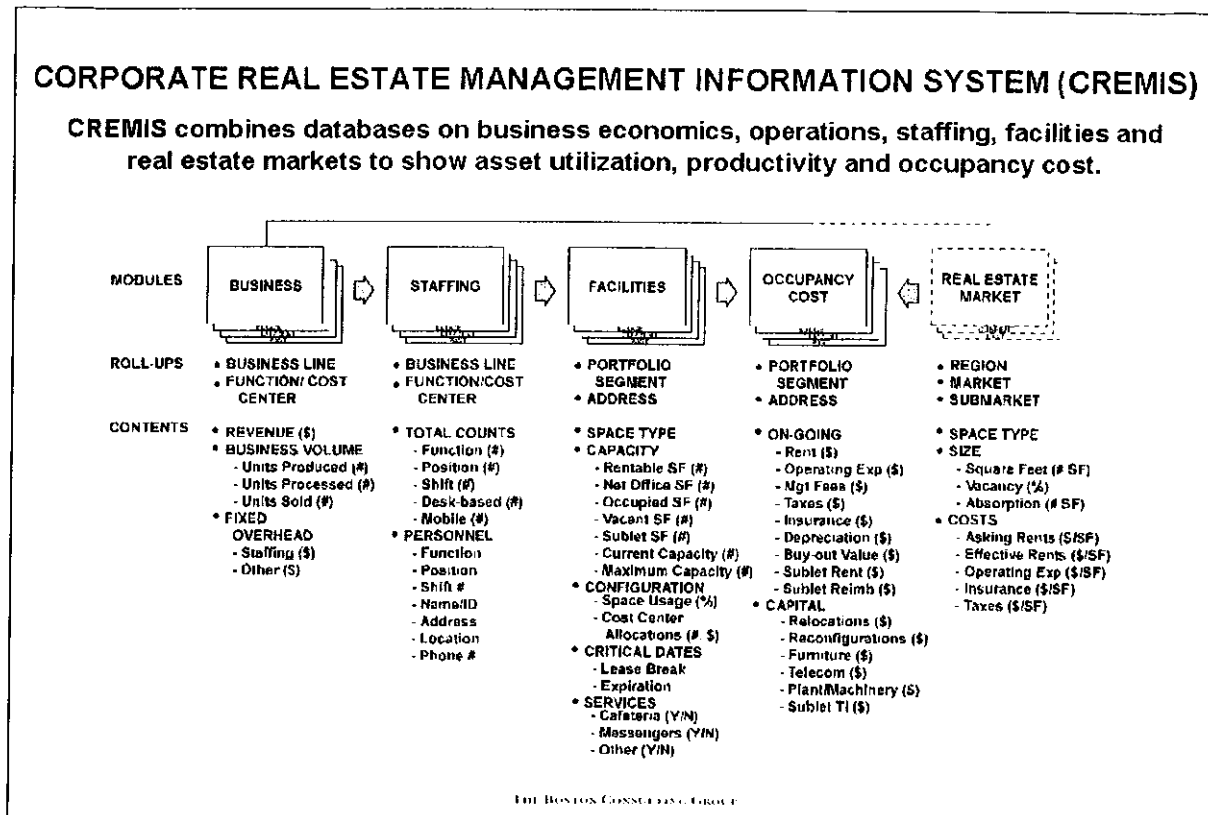 CORPORATE REAL ESTATE MANAGEMENT INFORMATION SYSTEM (CREMIS)
CREMIS combines databases on business economics, operations, staffing, facilities and
real estate markets to show asset utilization, productivity and occupancy cost.
MODULES
BUSINESS
STAFFING
FACILITIES
OCCUPANCY
COST
REAL ESTATE
MARKET
ROLL-UPS
• BUSINESS LINE
• FUNCTION/ COST
CENTER
• BUSINESS LINE
• FUNCTION/COST
CENTER
• PORTFOLIO
SEGMENT
• ADDRESS
• PORTFOLIO
SEGMENT
• ADDRESS
• REGION
• MARKET
• SUBMARKET
CONTENTS
• REVENUE ($)
• BUSINESS VOLUME
- Units Produced (#)
- Units Processed (#)
- Units Sold (#)
• FIXED
OVERHEAD
- Staffing ($)
- Other ($)
• TOTAL COUNTS
- Function (#)
- Position (#)
- Shift (#)
- Desk-based (#)
- Mobile (#)
• PERSONNEL
- Function
- Position
- Shift #
- Name/ID
- Address
- Location
- Phone #
• SPACE TYPE
• CAPACITY
- Rentable SF (#)
- Net Office SF (#)
- Occupied SF (#)
- Vacant SF (#)
- Sublet SF (#)
- Current Capacity (#)
- Maximum Capacity (#)
• CONFIGURATION
- Space Usage (%)
- Cost Center
Allocations (#. $)
• CRITICAL DATES
- Lease Break
- Expiration
• SERVICES
- Cafeteria (Y/N)
- Messengers (Y/N)
- Other (Y/N)
• ON-GOING
- Rent ($)
- Operating Exp ($)
- Mgt Fees ($)
- Taxes ($)
- Insurance ($)
- Depreciation ($)
- Buy-out Value ($)
- Sublet Rent ($)
- Sublet Reimb ($)
• CAPITAL
- Relocations ($)
- Reconfigurations ($)
- Furniture ($)
- Telecom ($)
- Plant/Machinery ($)
- Sublet TI ($)
• SPACE TYPE
• SIZE
- Square Feet (# SF)
- Vacancy (%)
- Absorption (# SF)
• COSTS
- Asking Rents ($/SF)
- Effective Rents ($/SF)
- Operating Exp ($/SF)
- Insurance ($/SF)
- Taxes ($/SF)
THE BOSTON CONSULTING GROUP